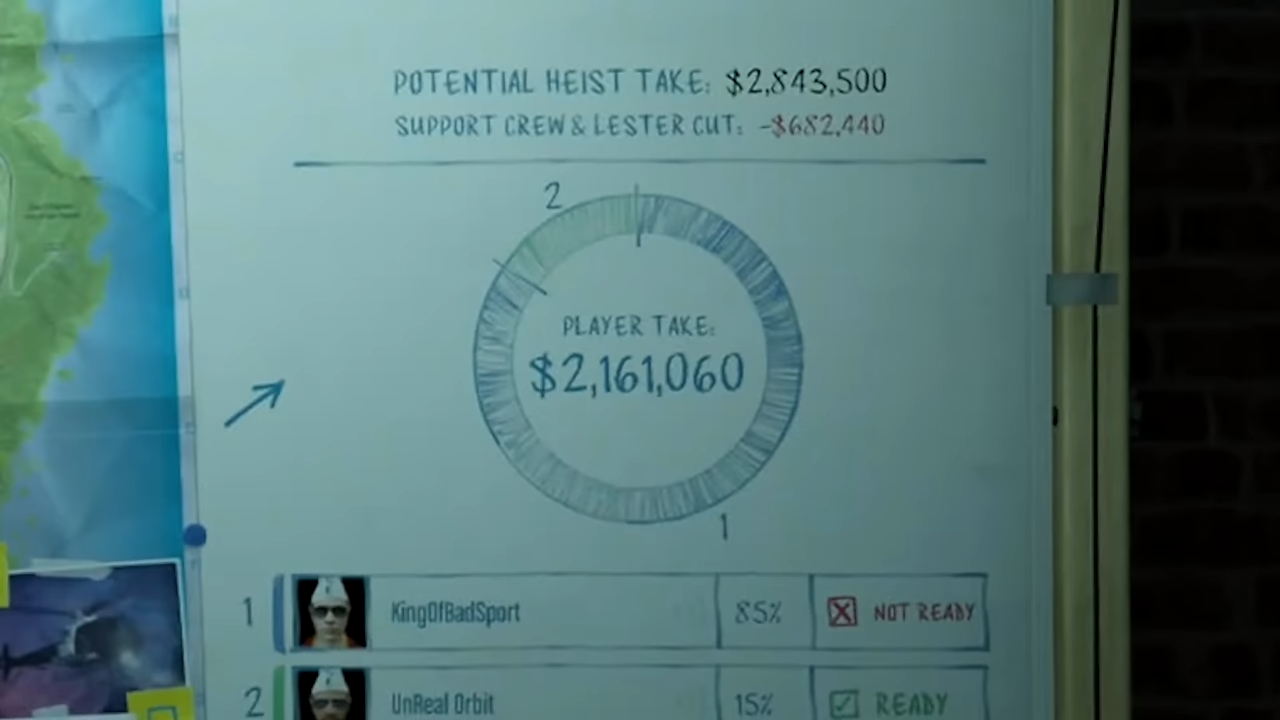 POTENTIAL HEIST TAKE: $2,843,500
SUPPORT CREW & LESTER CUT: -$682,440
2
PLAYER TAKE:
$2,161,060
1
1 KingOfBadSport 85% NOT READY
2 UnReal Orbit 15% READY